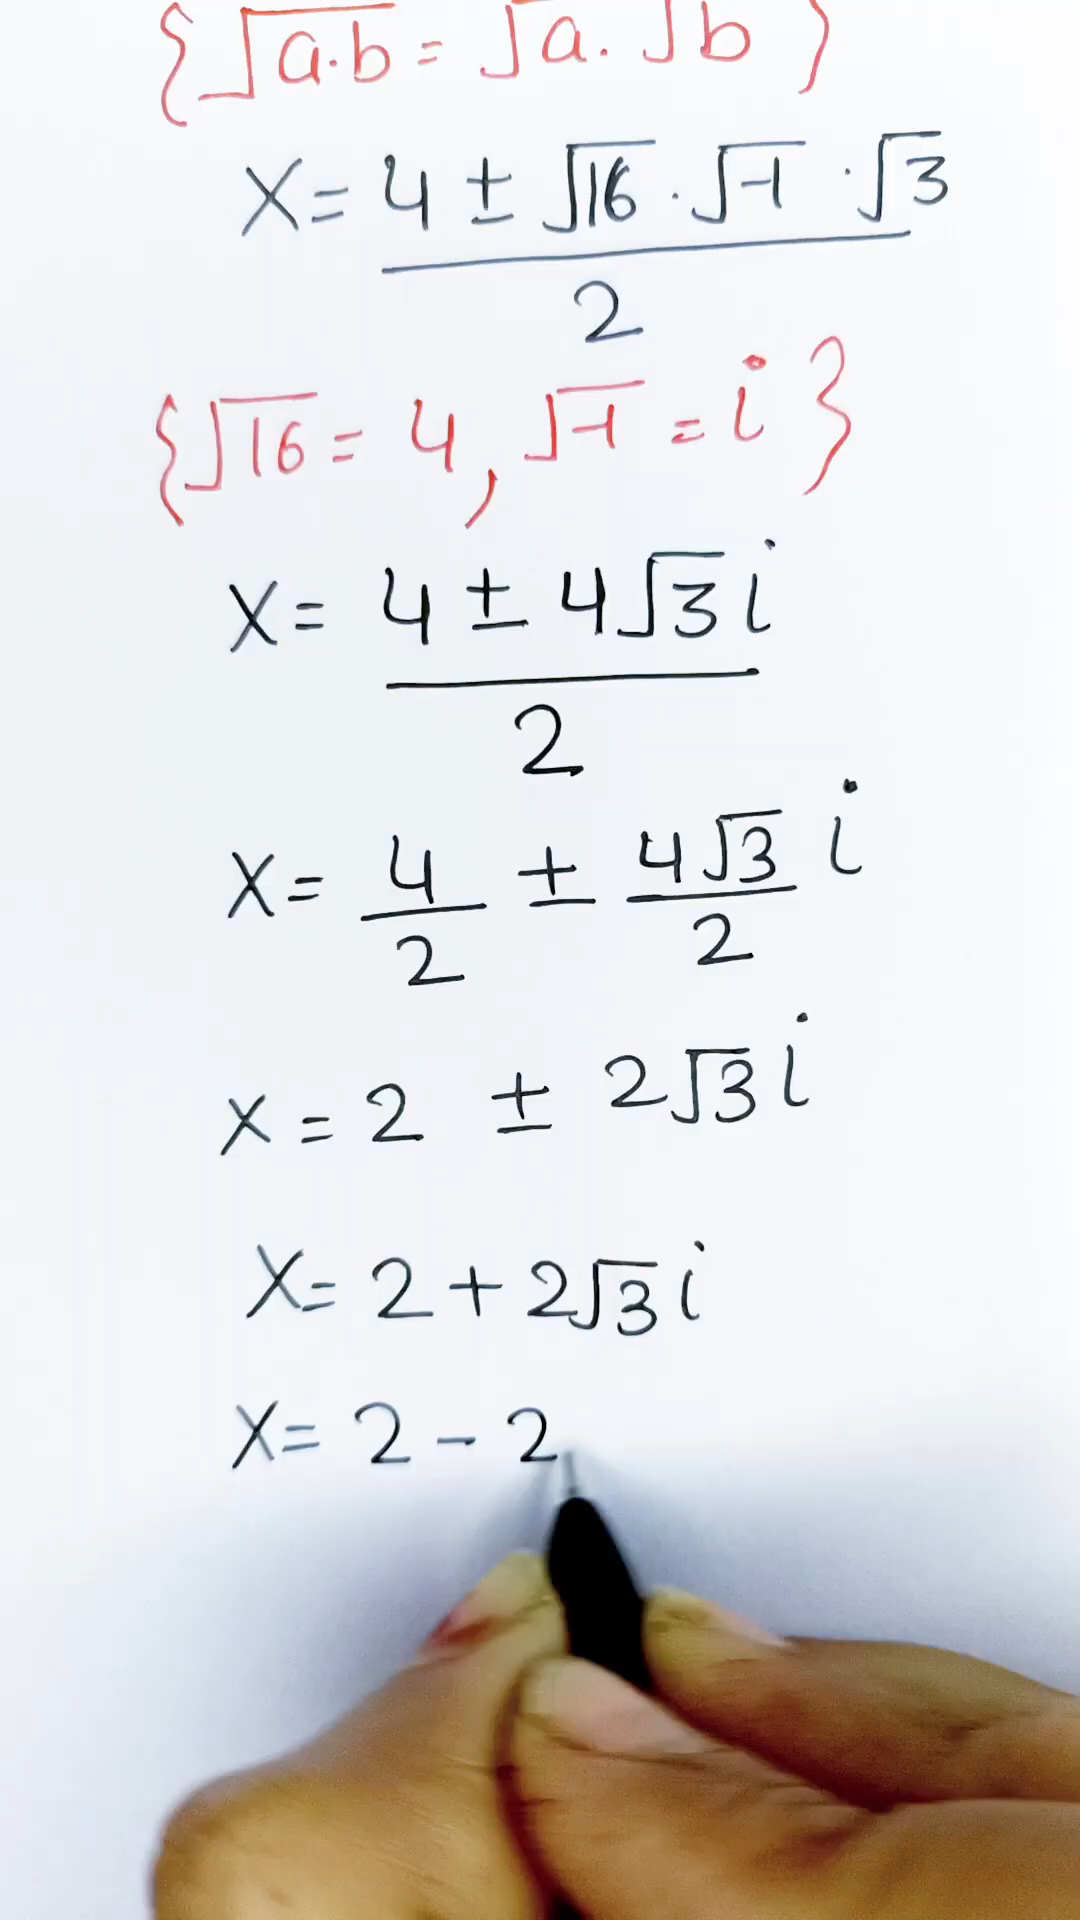 {√a·b = √a · √b}
x = 4 ± √16 · √-1 · √3
2
{√16 = 4, √-1 = i}
x = 4 ± 4√3 i
2
x = 4/2 ± 4√3/2 i
x = 2 ± 2√3 i
x = 2 + 2√3 i
x = 2 - 2